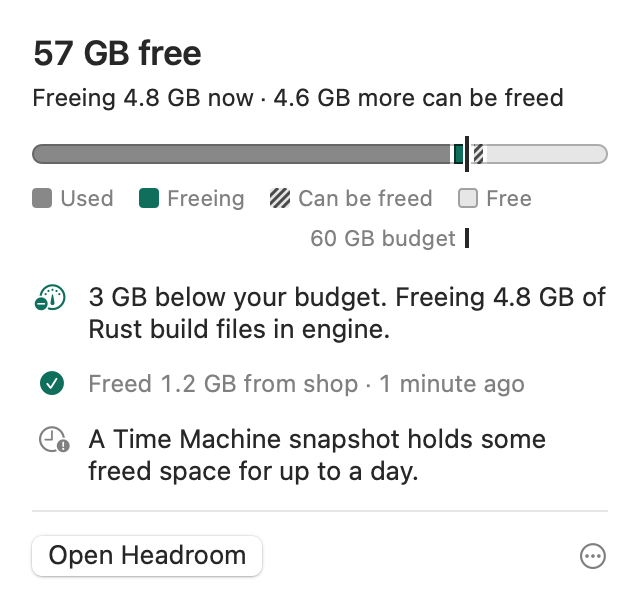 57 GB free
Freeing 4.8 GB now · 4.6 GB more can be freed
Used
Freeing
Can be freed
Free
60 GB budget
3 GB below your budget. Freeing 4.8 GB of
Rust build files in engine.
Freed 1.2 GB from shop · 1 minute ago
A Time Machine snapshot holds some
freed space for up to a day.
Open Headroom